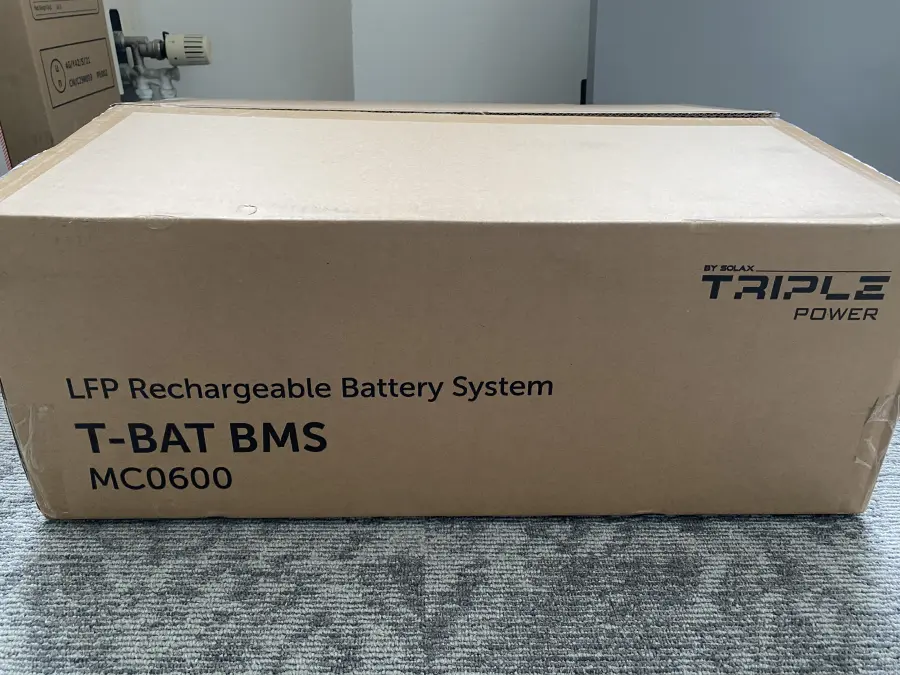 BY SOLAX
TRIPLE
POWER
LFP Rechargeable Battery System
T-BAT BMS
MC0600